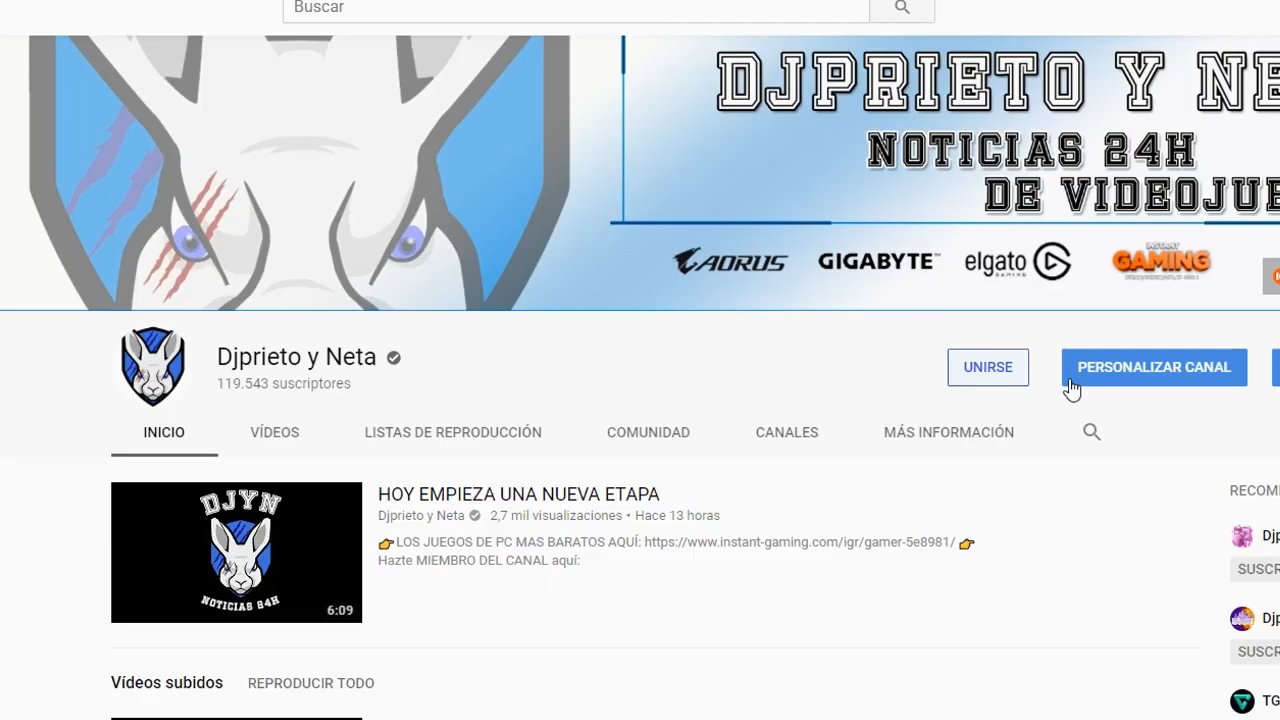 Buscar
DJPRIETO Y NE
NOTICIAS 24H
DE VIDEOJUE
AORUS
GIGABYTE™
elgato
GAMING
INSTANT
GAMING
Djprieto y Neta
119.543 suscriptores
UNIRSE
PERSONALIZAR CANAL
INICIO
VÍDEOS
LISTAS DE REPRODUCCIÓN
COMUNIDAD
CANALES
MÁS INFORMACIÓN
DJYN
NOTICIAS 24H
6:09
HOY EMPIEZA UNA NUEVA ETAPA
Djprieto y Neta 2,7 mil visualizaciones • Hace 13 horas
👉LOS JUEGOS DE PC MAS BARATOS AQUÍ: https://www.instant-gaming.com/igr/gamer-5e8981/ 👉
Hazte MIEMBRO DEL CANAL aquí:
RECOM
Djp
SUSCR
Djp
SUSCR
TG
Vídeos subidos
REPRODUCIR TODO